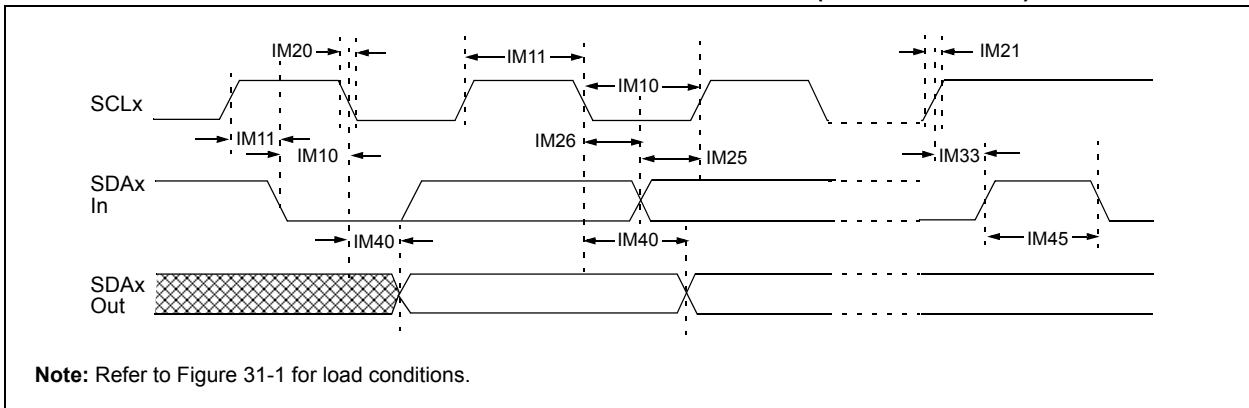 IM20
IM11
IM21
IM10
SCLx
IM11
IM26
IM10
IM25
IM33
SDAx
In
IM40
IM40
IM45
SDAx
Out
Note: Refer to Figure 31-1 for load conditions.